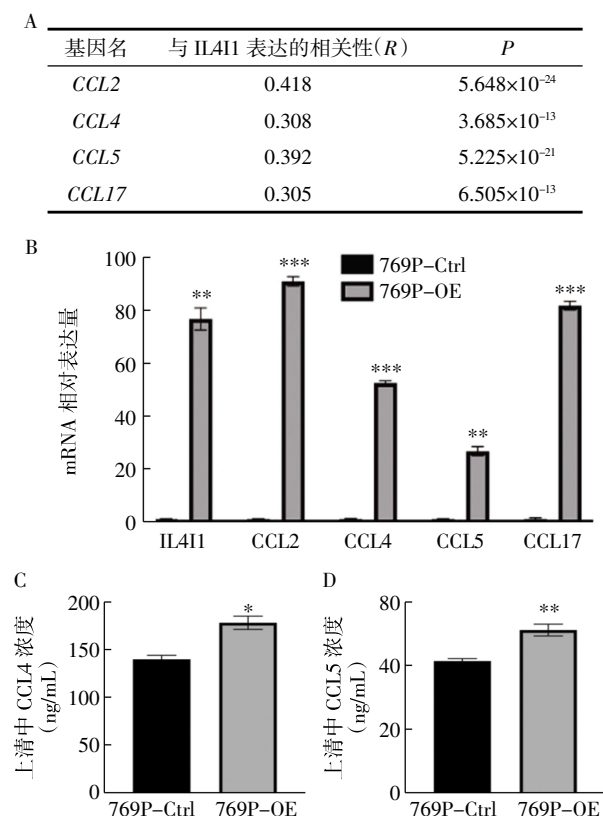 A
基因名 与 IL4I1 表达的相关性(R) P
CCL2 0.418 5.648×10⁻²⁴
CCL4 0.308 3.685×10⁻¹³
CCL5 0.392 5.225×10⁻²¹
CCL17 0.305 6.505×10⁻¹³
B
mRNA 相对表达量
100
80
60
40
20
0
769P-Ctrl
769P-OE
**
***
***
**
***
IL4I1 CCL2 CCL4 CCL5 CCL17
C
上清中 CCL4 浓度
(ng/mL)
200
150
100
50
0
*
769P-Ctrl 769P-OE
D
上清中 CCL5 浓度
(ng/mL)
80
60
40
20
0
**
769P-Ctrl 769P-OE